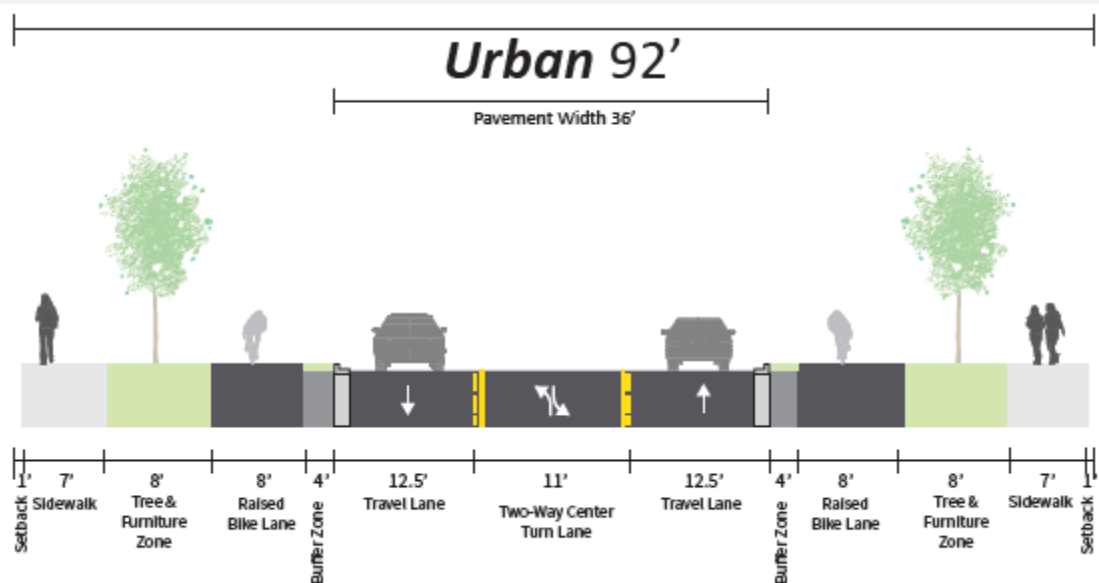 Urban 92’
Pavement Width 36’
1’ 7’ 8’ 8’ 4’ 12.5’ 11’ 12.5’ 4’ 8’ 8’ 7’ 1’
Setback
Sidewalk
Tree &
Furniture
Zone
Raised
Bike Lane
Buffer Zone
Travel Lane
Two-Way Center
Turn Lane
Travel Lane
Buffer Zone
Raised
Bike Lane
Tree &
Furniture
Zone
Sidewalk
Setback